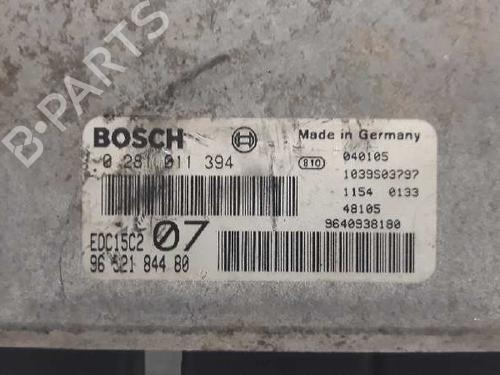 B-PARTS
BOSCH
Made in Germany
0 281 011 394
810
040105
1039S03797
1154 0133
48105
9640938180
EDC15C2 07
96 521 844 80